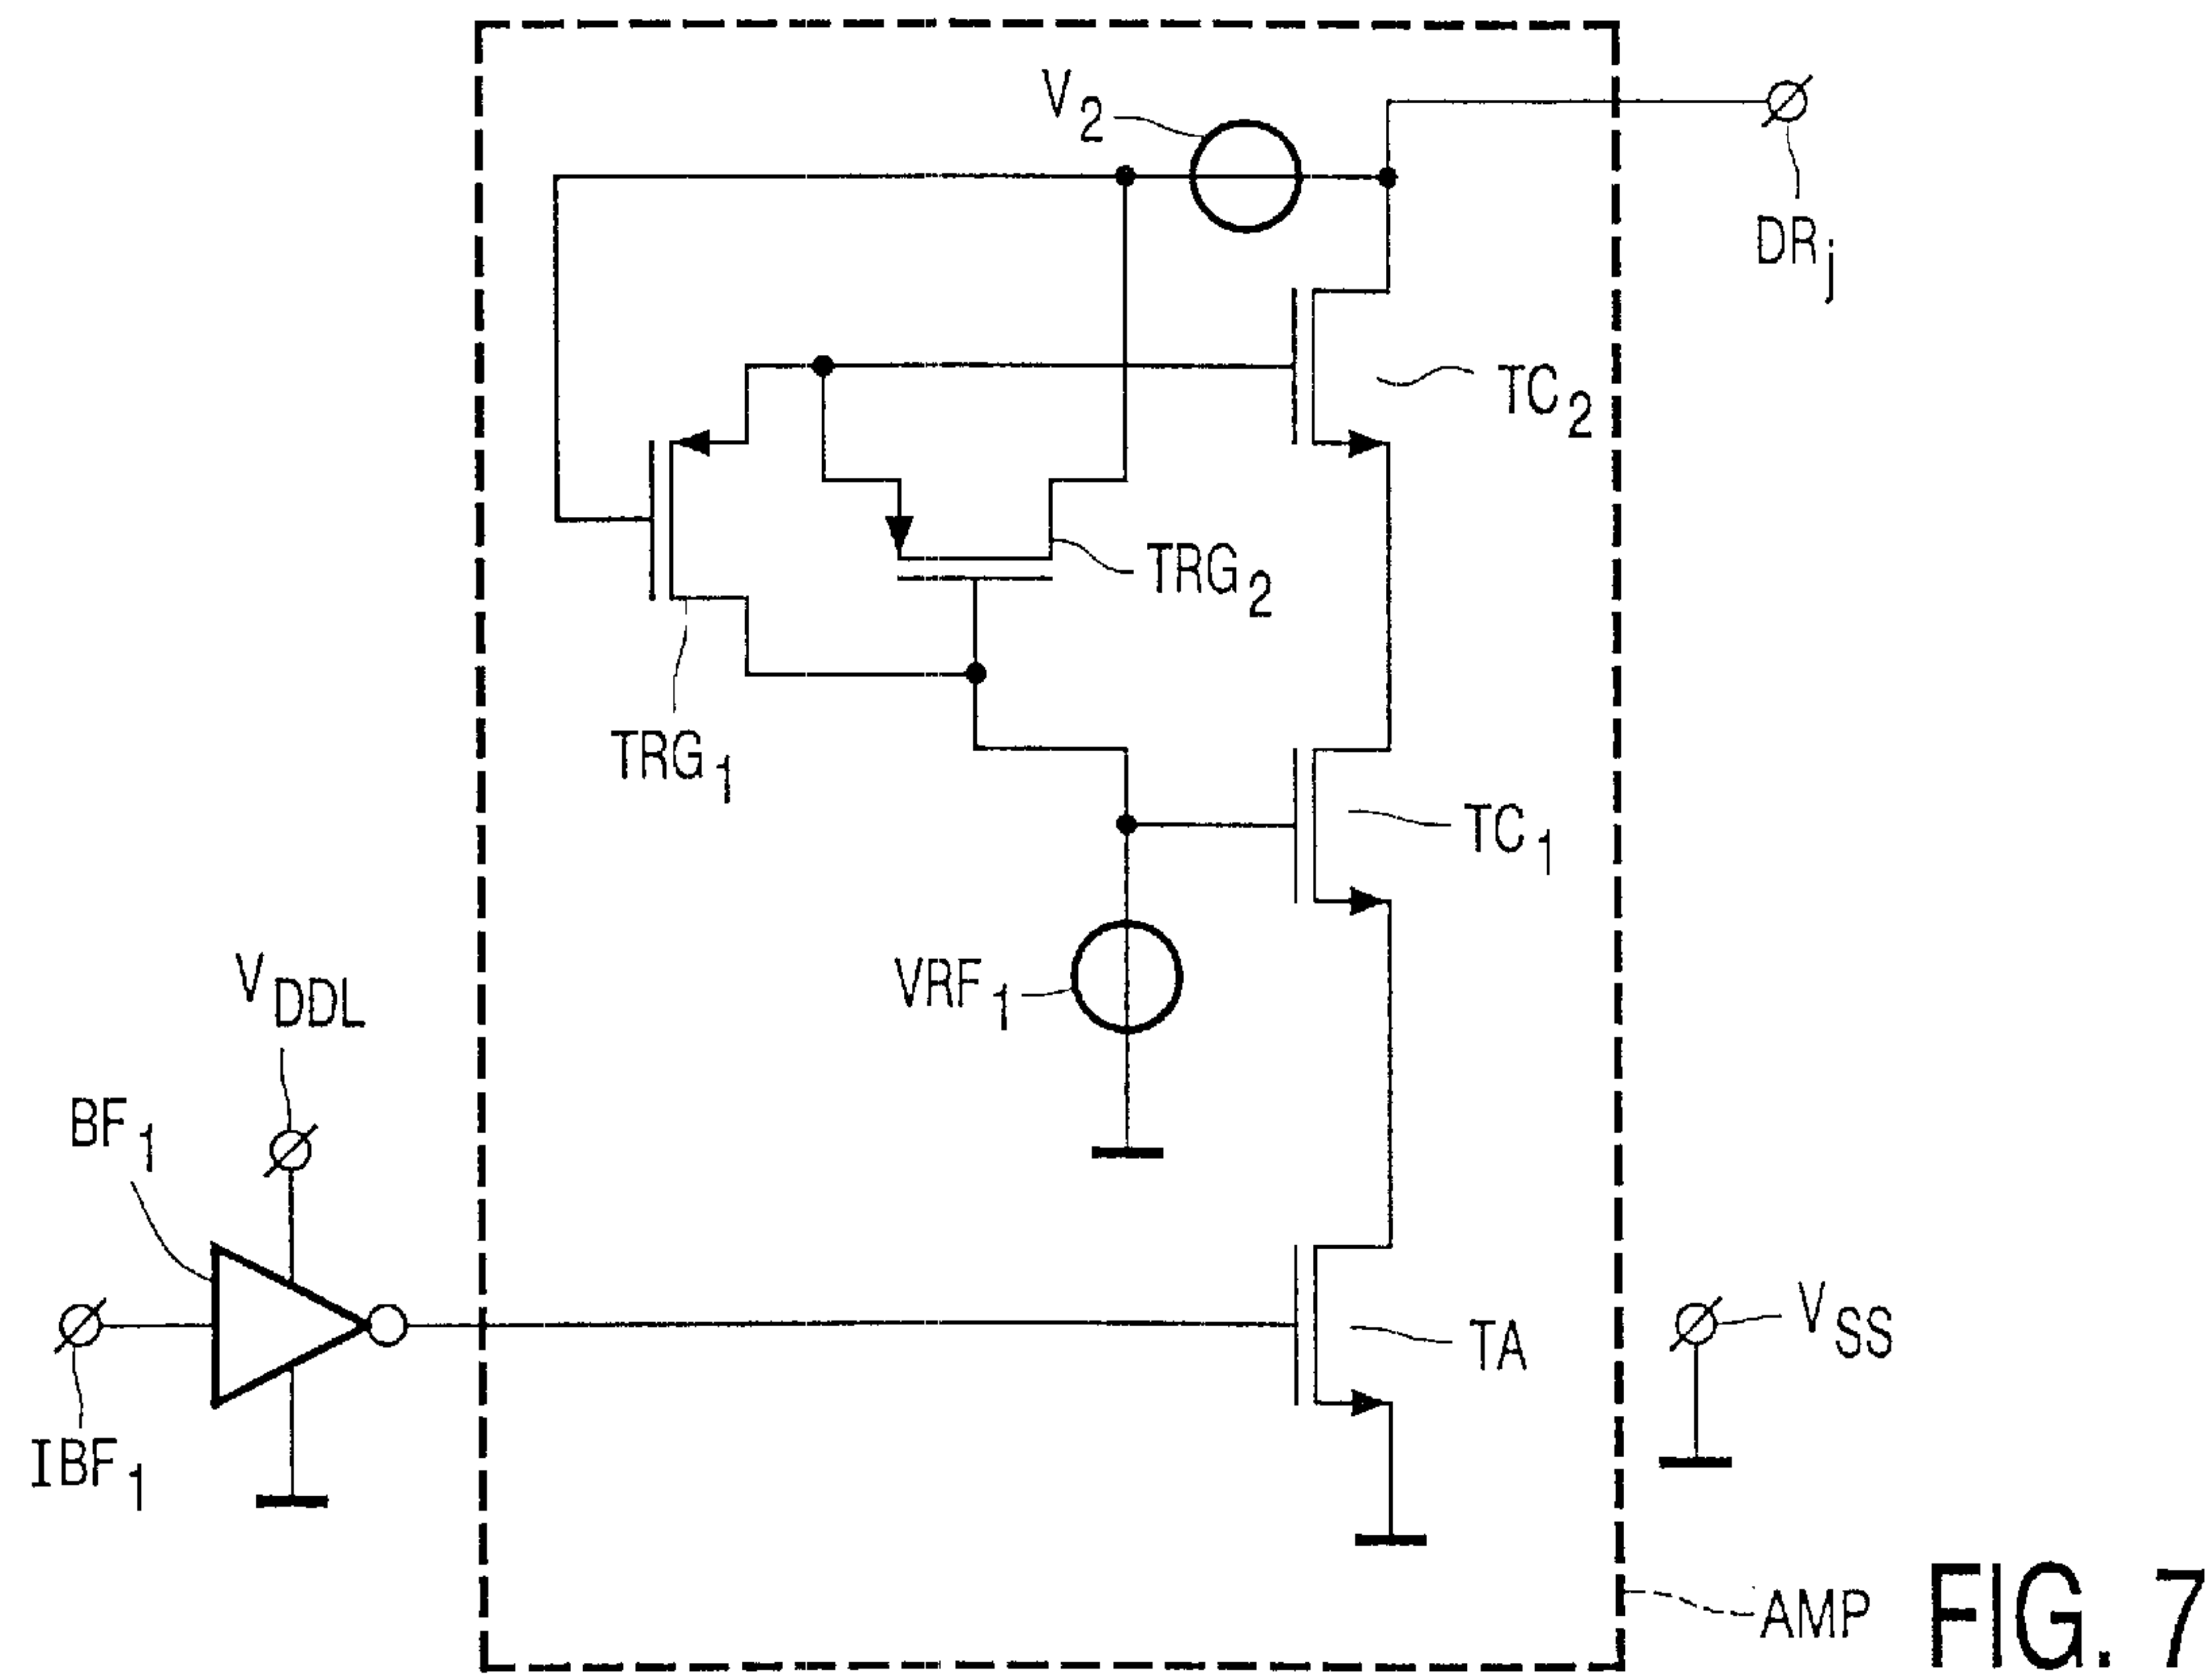 V2
DRj
TC2
TRG2
TRG1
TC1
VRF1
VDDL
BF1
VSS
TA
IBF1
AMP
FIG. 7